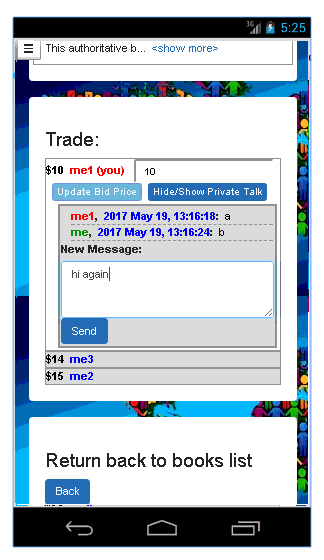 3G 5:25
☰ This authoritative b... <show more>
Trade:
$10 me1 (you) 10
Update Bid Price Hide/Show Private Talk
me1, 2017 May 19, 13:16:18: a
me, 2017 May 19, 13:16:24: b
New Message:
hi again
Send
$14 me3
$15 me2
Return back to books list
Back